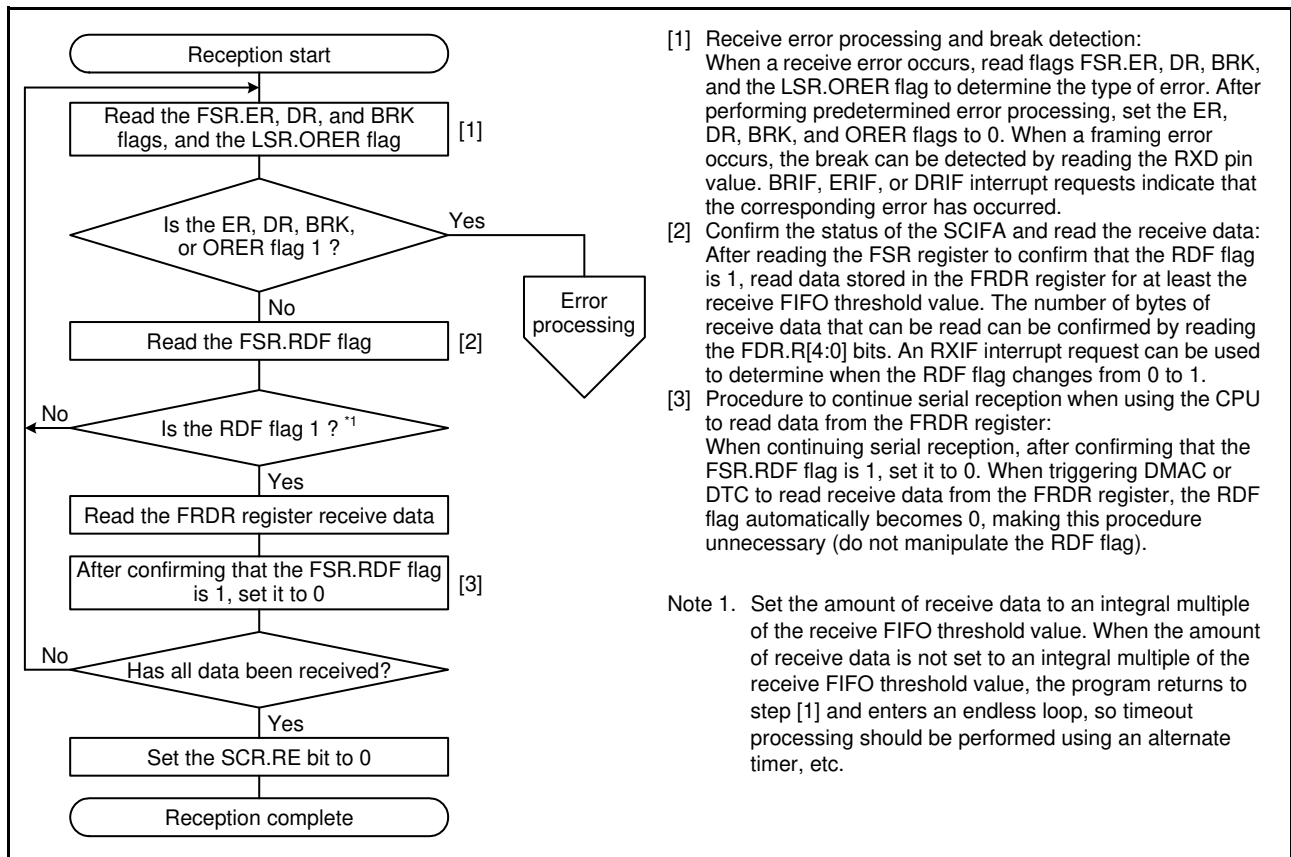 Reception start
Read the FSR.ER, DR, and BRK
flags, and the LSR.ORER flag
[1]
Is the ER, DR, BRK,
or ORER flag 1 ?
Yes
No
Error
processing
Read the FSR.RDF flag
[2]
No
Is the RDF flag 1 ? *1
Yes
Read the FRDR register receive data
After confirming that the FSR.RDF flag
is 1, set it to 0
[3]
No
Has all data been received?
Yes
Set the SCR.RE bit to 0
Reception complete
[1] Receive error processing and break detection:
When a receive error occurs, read flags FSR.ER, DR, BRK,
and the LSR.ORER flag to determine the type of error. After
performing predetermined error processing, set the ER,
DR, BRK, and ORER flags to 0. When a framing error
occurs, the break can be detected by reading the RXD pin
value. BRIF, ERIF, or DRIF interrupt requests indicate that
the corresponding error has occurred.
[2] Confirm the status of the SCIFA and read the receive data:
After reading the FSR register to confirm that the RDF flag
is 1, read data stored in the FRDR register for at least the
receive FIFO threshold value. The number of bytes of
receive data that can be read can be confirmed by reading
the FDR.R[4:0] bits. An RXIF interrupt request can be used
to determine when the RDF flag changes from 0 to 1.
[3] Procedure to continue serial reception when using the CPU
to read data from the FRDR register:
When continuing serial reception, after confirming that the
FSR.RDF flag is 1, set it to 0. When triggering DMAC or
DTC to read receive data from the FRDR register, the RDF
flag automatically becomes 0, making this procedure
unnecessary (do not manipulate the RDF flag).
Note 1. Set the amount of receive data to an integral multiple
of the receive FIFO threshold value. When the amount
of receive data is not set to an integral multiple of the
receive FIFO threshold value, the program returns to
step [1] and enters an endless loop, so timeout
processing should be performed using an alternate
timer, etc.